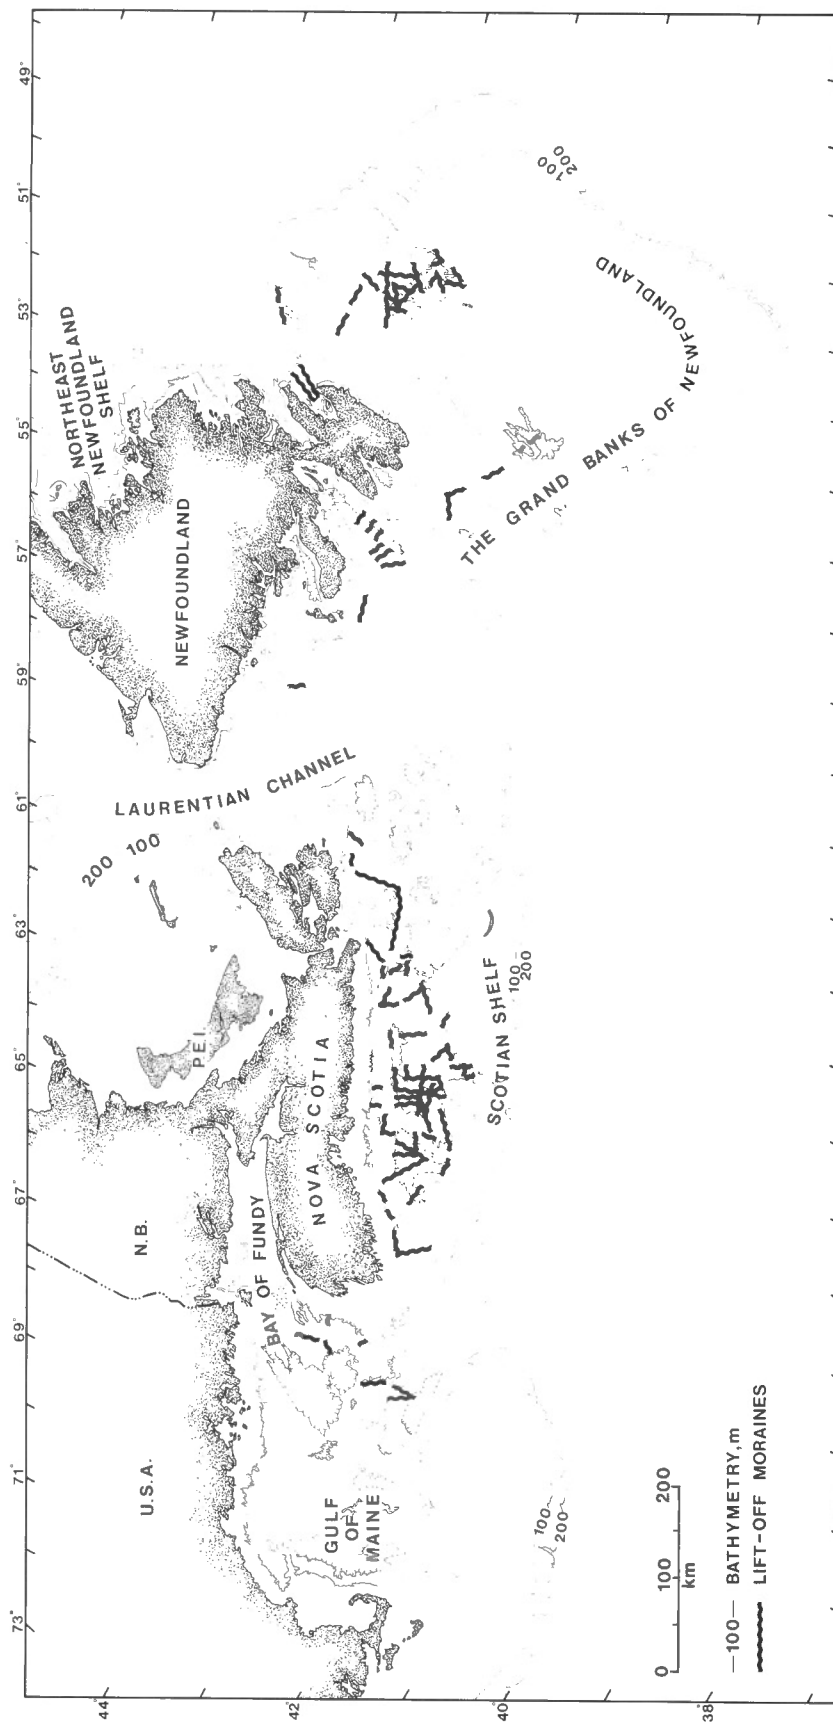 49°
51°
53°
55°
57°
59°
61°
63°
65°
67°
69°
71°
73°
44°
42°
40°
38°
NORTHEAST
NEWFOUNDLAND
SHELF
NEWFOUNDLAND
100
200
THE GRAND BANKS OF NEWFOUNDLAND
LAURENTIAN CHANNEL
200 100
P.E.I.
NOVA SCOTIA
SCOTIAN SHELF
100
200
N.B.
BAY OF FUNDY
U.S.A.
GULF
OF
MAINE
100
200
0 100 200
km
—100— BATHYMETRY, m
LIFT-OFF MORAINES